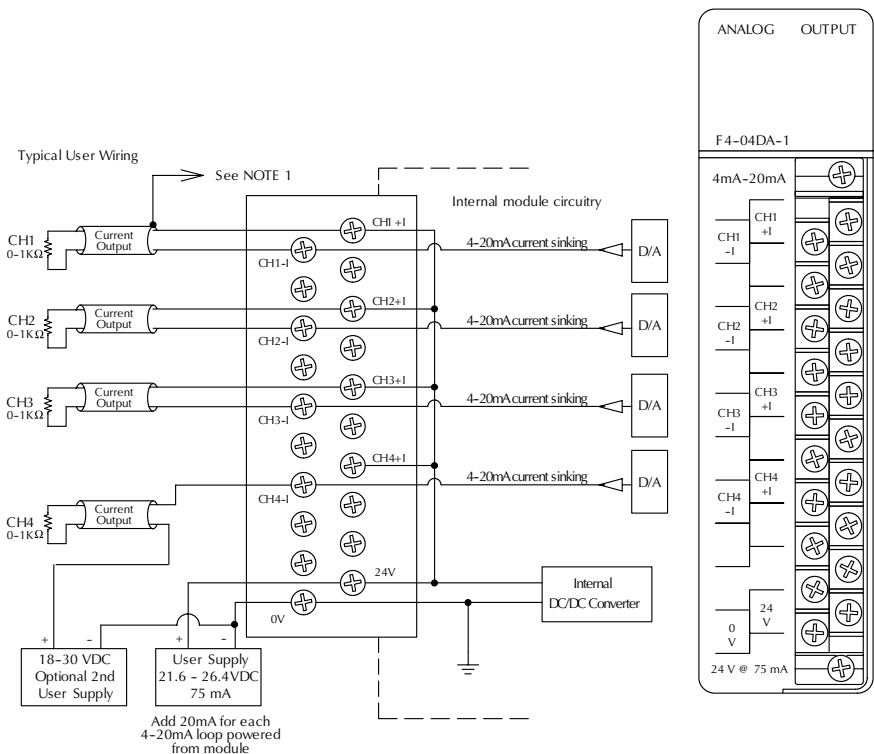 ANALOG OUTPUT
F4-04DA-1
4mA-20mA
CH1
+I
CH1
-I
CH2
+I
CH2
-I
CH3
+I
CH3
-I
CH4
+I
CH4
-I
24
V
0
V
24 V @ 75 mA
Typical User Wiring
See NOTE 1
Internal module circuitry
CH1
0-1KΩ
Current
Output
CH1+I
CH1-I
4-20mA current sinking
D/A
CH2
0-1KΩ
Current
Output
CH2+I
CH2-I
4-20mA current sinking
D/A
CH3
0-1KΩ
Current
Output
CH3+I
CH3-I
4-20mA current sinking
D/A
CH4+I
CH4-I
4-20mA current sinking
D/A
CH4
0-1KΩ
Current
Output
24V
0V
Internal
DC/DC Converter
+ -
18-30 VDC
Optional 2nd
User Supply
+ -
User Supply
21.6 - 26.4VDC
75 mA
Add 20mA for each
4-20mA loop powered
from module